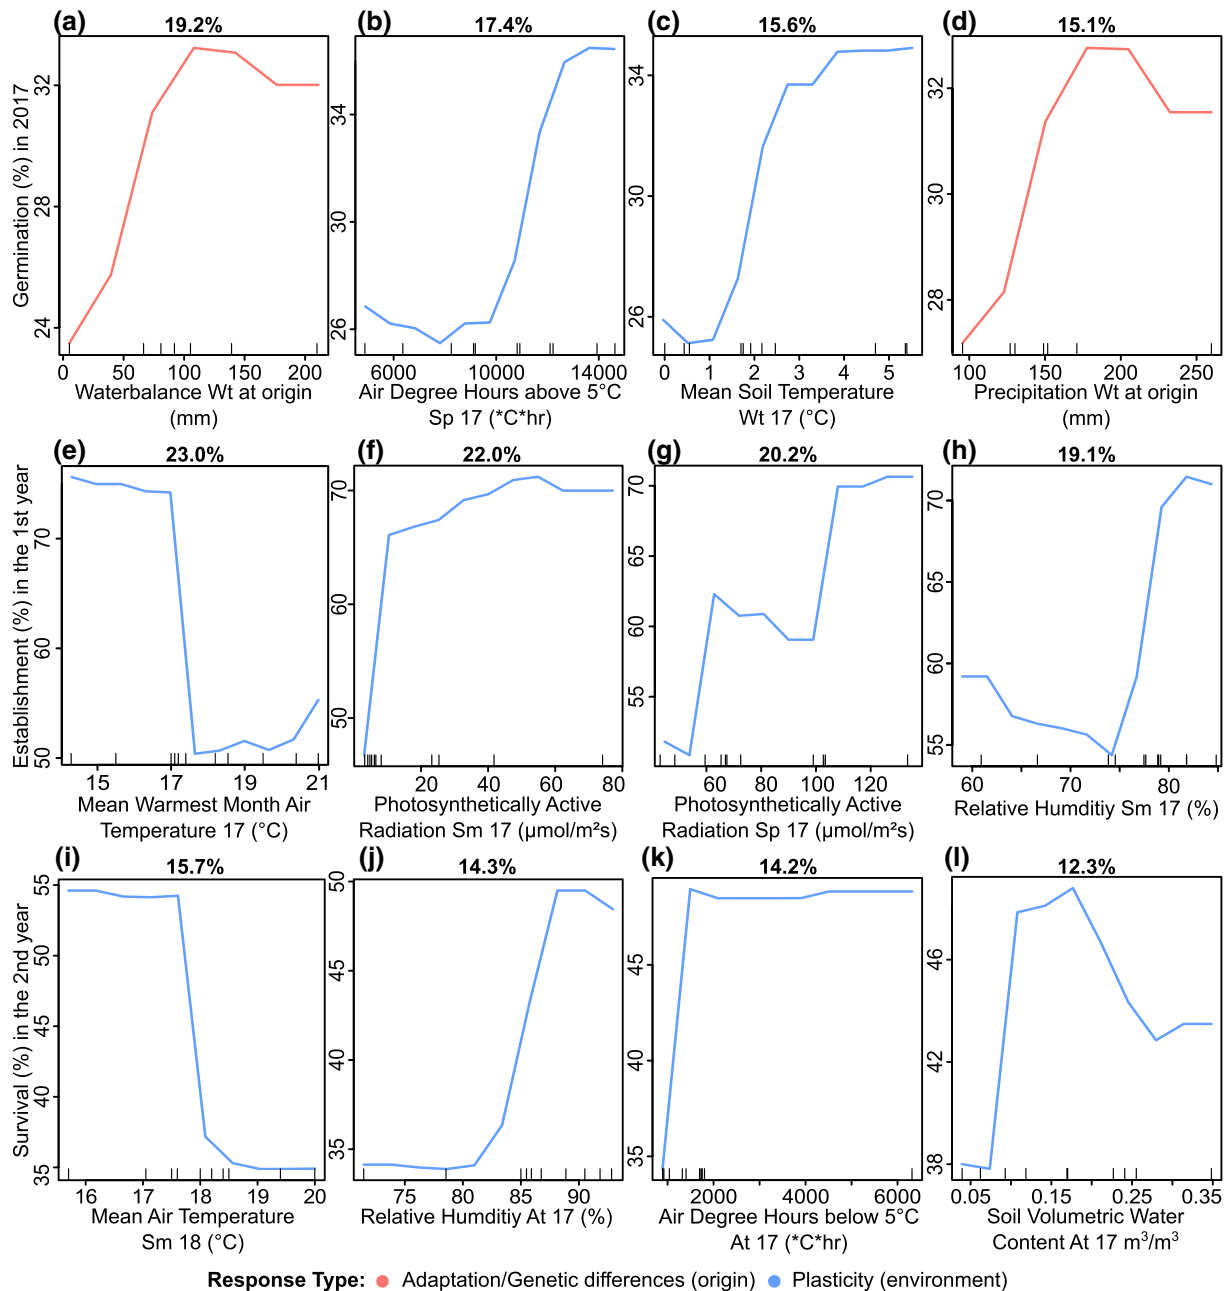 (a) 19.2%
(b) 17.4%
(c) 15.6%
(d) 15.1%
Germination (%) in 2017
24 28 32
0 50 100 150 200
Waterbalance Wt at origin
(mm)
26 30 34
6000 10000 14000
Air Degree Hours above 5°C
Sp 17 (*C*hr)
26 30 34
0 1 2 3 4 5
Mean Soil Temperature
Wt 17 (°C)
28 30 32
100 150 200 250
Precipitation Wt at origin
(mm)
(e) 23.0%
(f) 22.0%
(g) 20.2%
(h) 19.1%
Establishment (%) in the 1st year
50 60 70
15 17 19 21
Mean Warmest Month Air
Temperature 17 (°C)
50 60 70
20 40 60 80
Photosynthetically Active
Radiation Sm 17 (µmol/m²s)
55 60 65 70
60 80 100 120
Photosynthetically Active
Radiation Sp 17 (µmol/m²s)
55 60 65 70
60 70 80
Relative Humditiy Sm 17 (%)
(i) 15.7%
(j) 14.3%
(k) 14.2%
(l) 12.3%
Survival (%) in the 2nd year
35 40 45 50 55
16 17 18 19 20
Mean Air Temperature
Sm 18 (°C)
35 40 45 50
75 80 85 90
Relative Humditiy At 17 (%)
35 40 45
2000 4000 6000
Air Degree Hours below 5°C
At 17 (*C*hr)
38 42 46
0.05 0.15 0.25 0.35
Soil Volumetric Water
Content At 17 m³/m³
Response Type: Adaptation/Genetic differences (origin) Plasticity (environment)